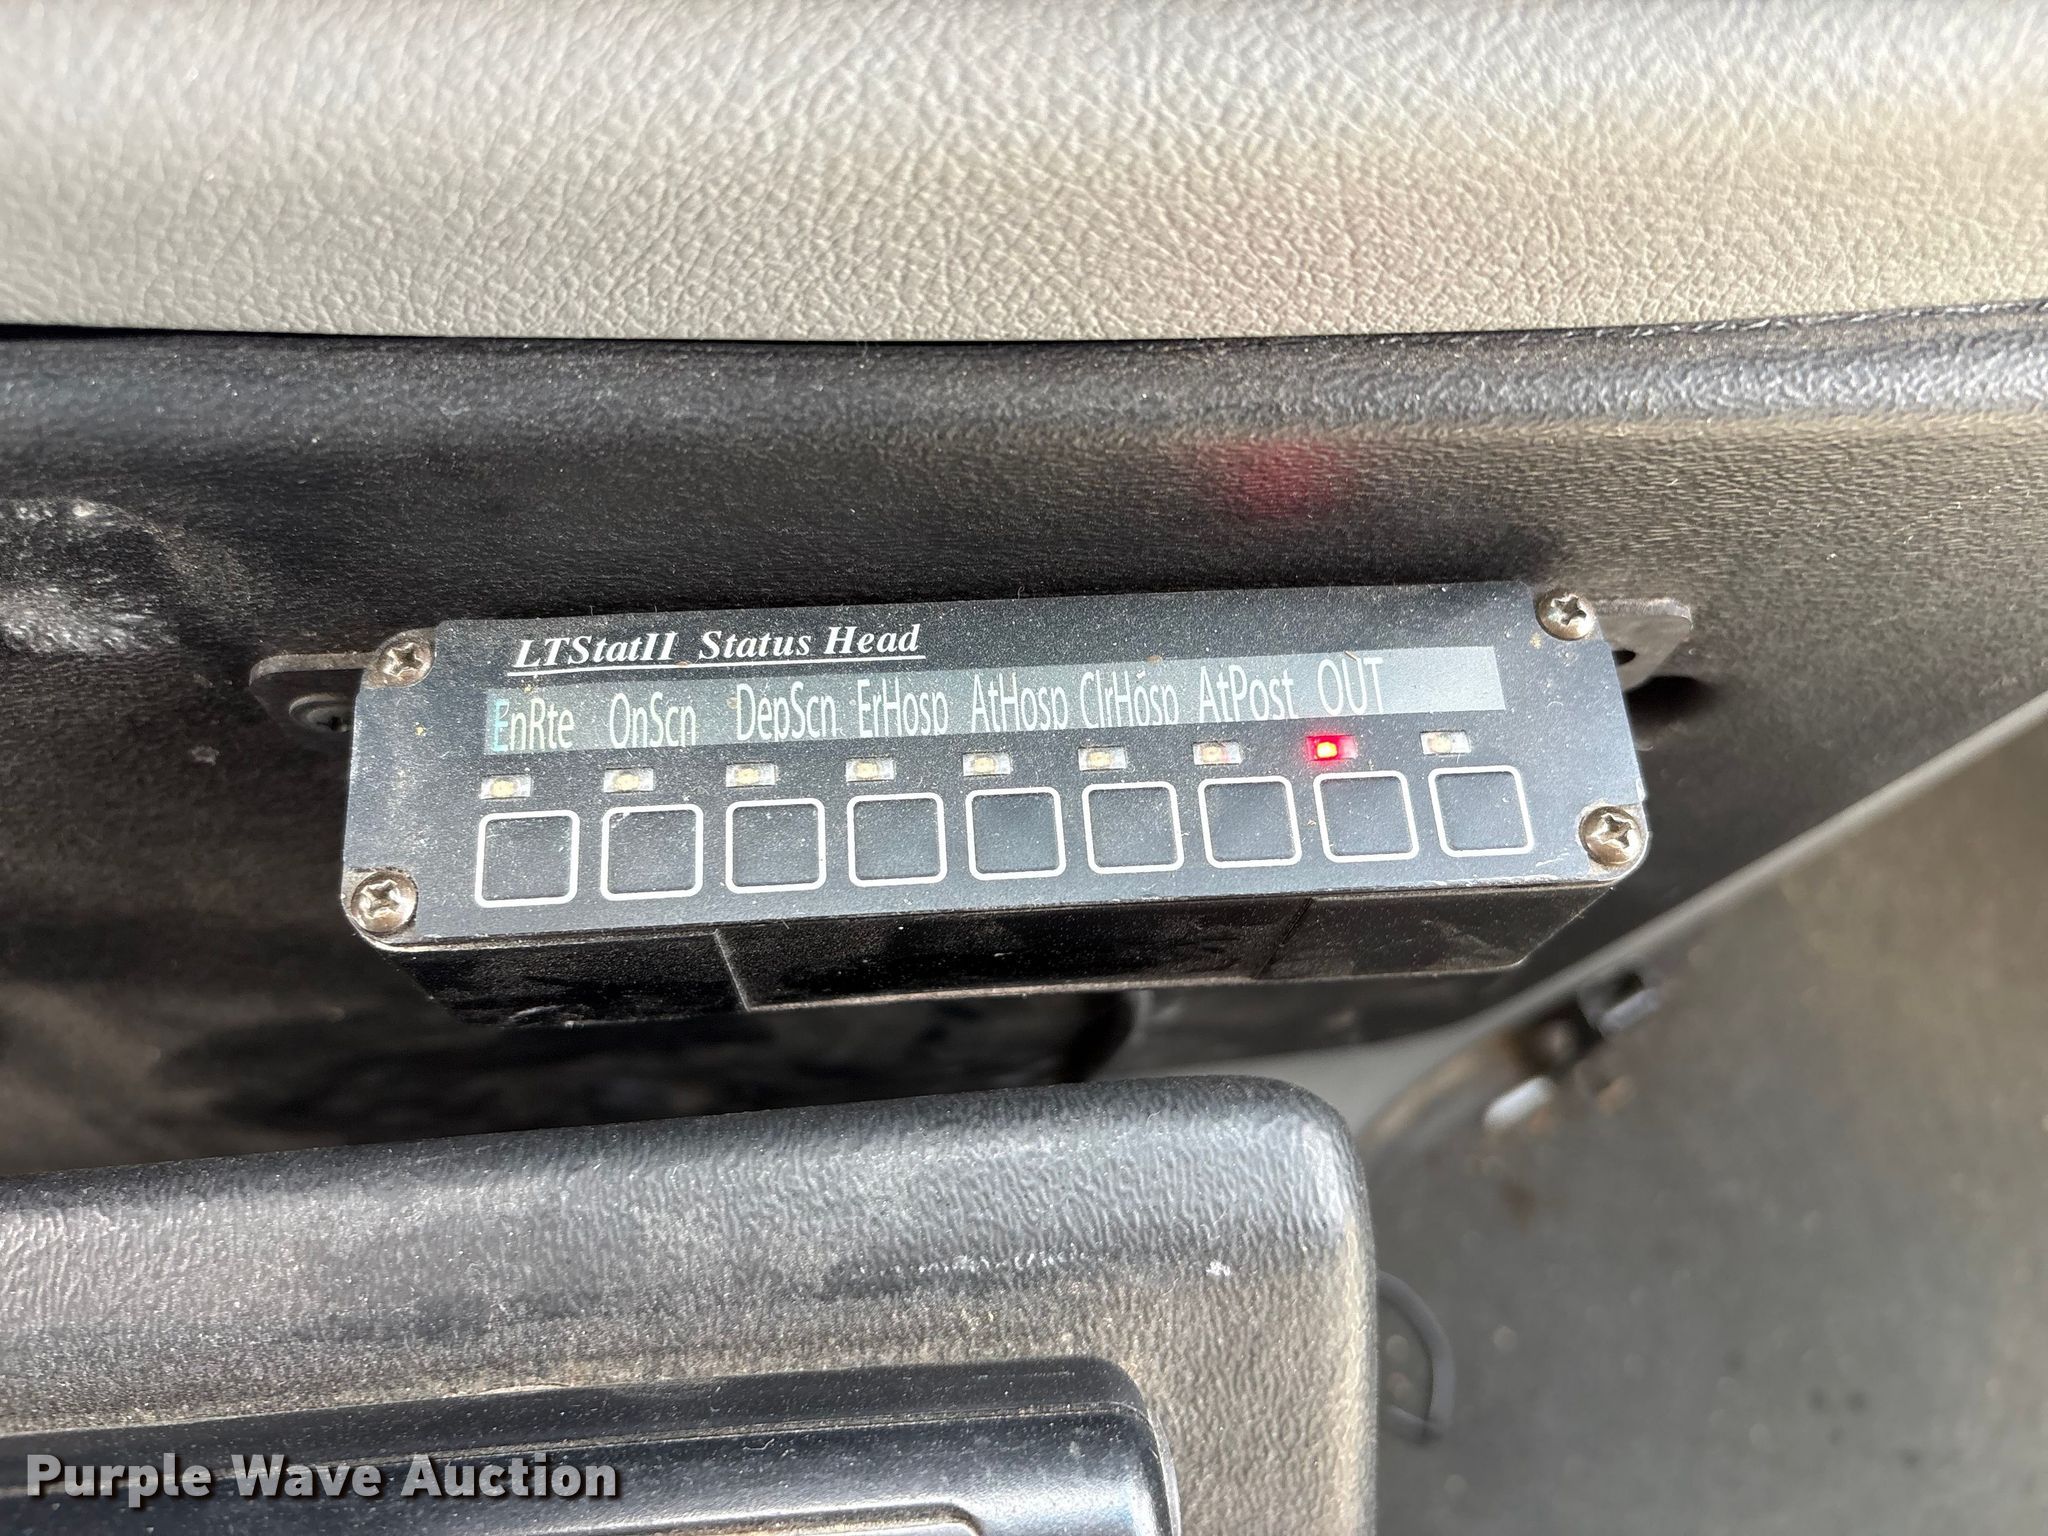 LTStatII Status Head
EnRte OnScn DepScn ErHosp AtHosp ClrHosp AtPost OUT
Purple Wave Auction